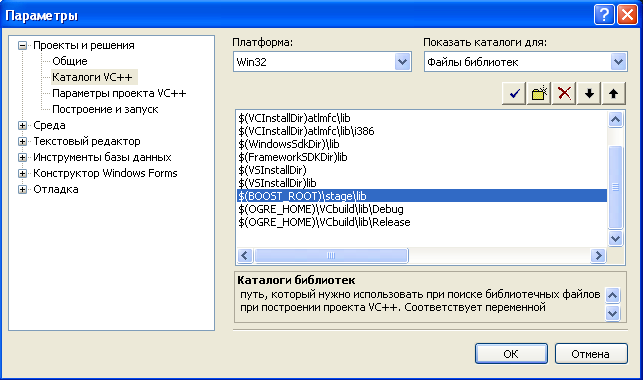 Параметры
Проекты и решения
Общие
Каталоги VC++
Параметры проекта VC++
Построение и запуск
Среда
Текстовый редактор
Инструменты базы данных
Конструктор Windows Forms
Отладка
Платформа:
Win32
Показать каталоги для:
Файлы библиотек
$(VCInstallDir)atlmfc\lib
$(VCInstallDir)atlmfc\lib\i386
$(WindowsSdkDir)\lib
$(FrameworkSDKDir)lib
$(VSInstallDir)
$(VSInstallDir)lib
$(BOOST_ROOT)\stage\lib
$(OGRE_HOME)\VCbuild\lib\Debug
$(OGRE_HOME)\VCbuild\lib\Release
Каталоги библиотек
путь, который нужно использовать при поиске библиотечных файлов
при построении проекта VC++. Соответствует переменной
OK
Отмена